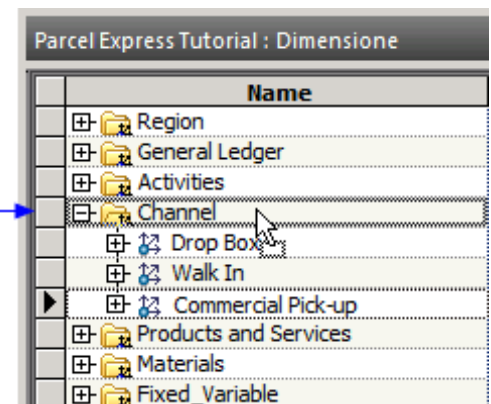 Parcel Express Tutorial : Dimensione
Name
Region
General Ledger
Activities
Channel
Drop Box
Walk In
Commercial Pick-up
Products and Services
Materials
Fixed_Variable